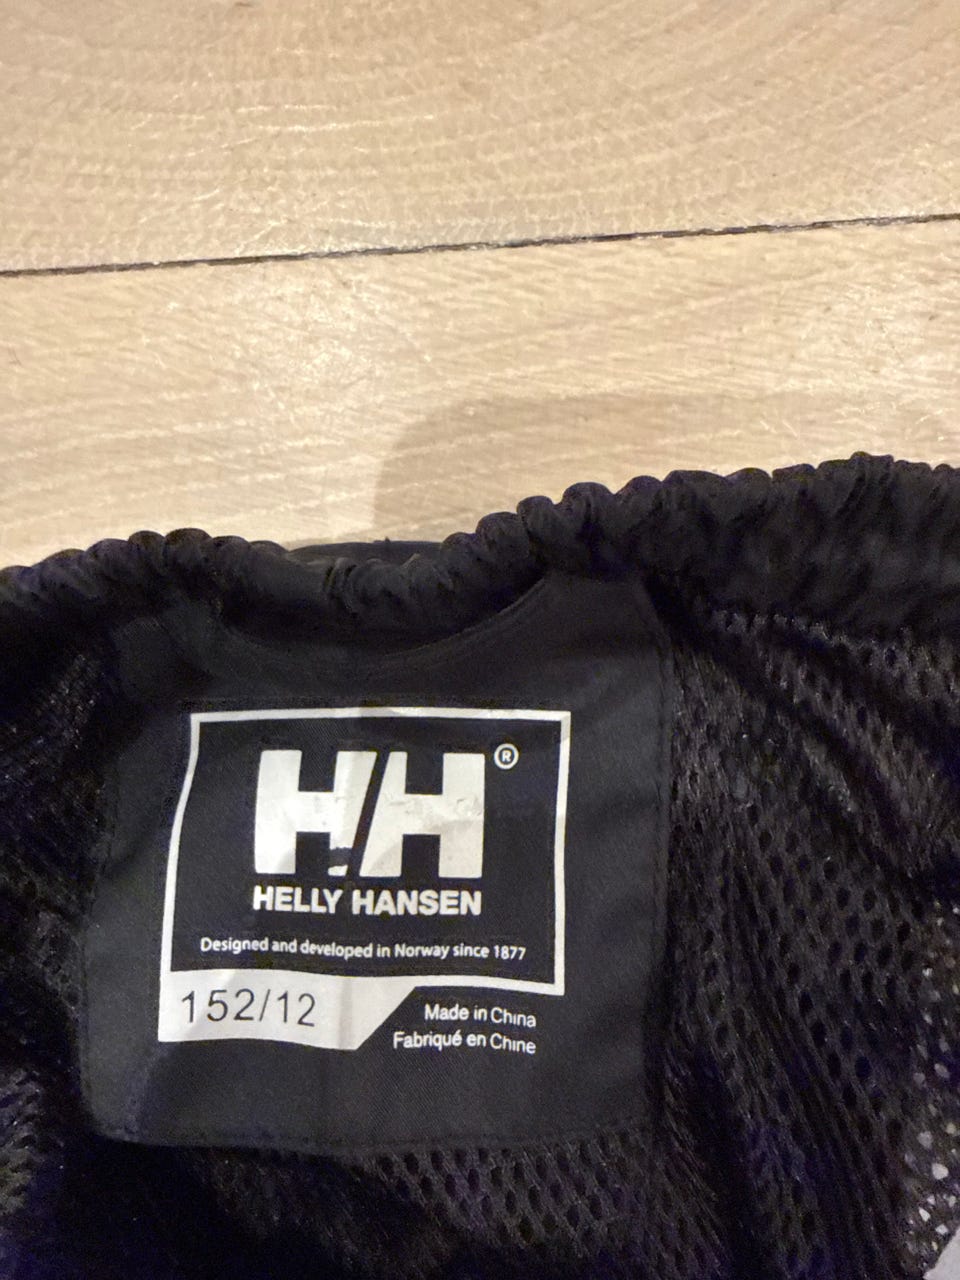 HH®
HELLY HANSEN
Designed and developed in Norway since 1877
152/12
Made in China
Fabriqué en Chine